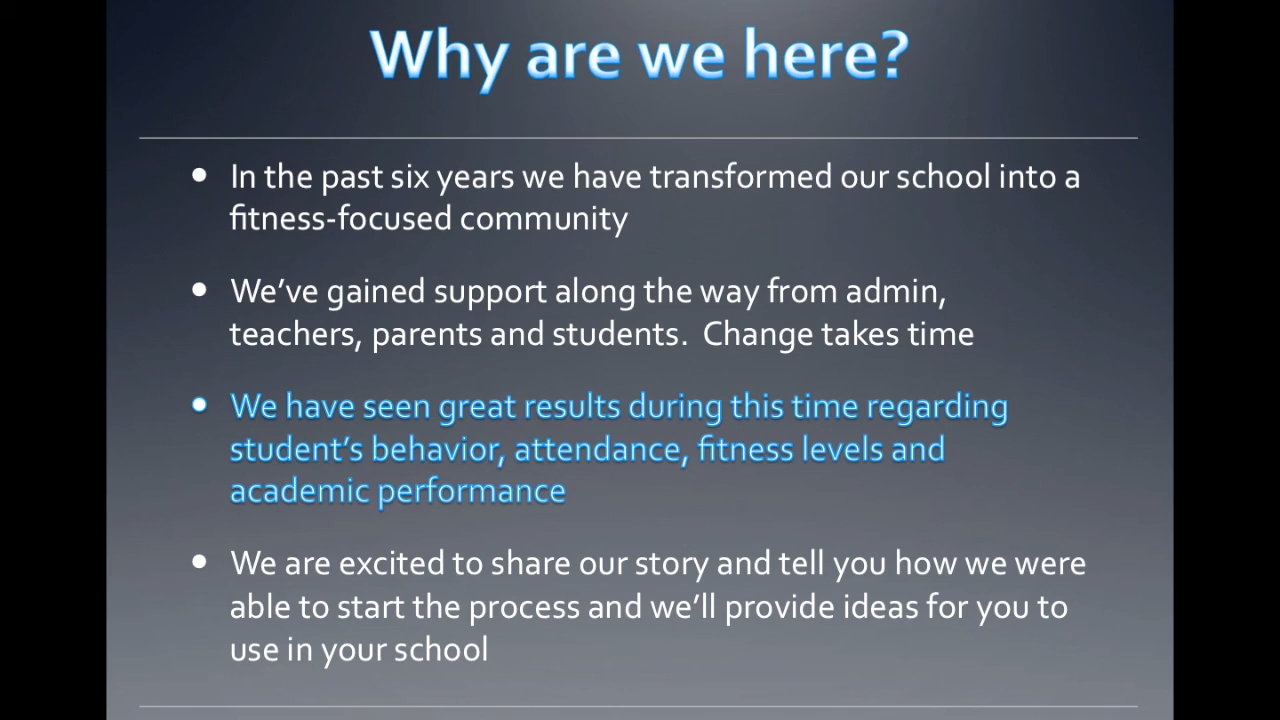 Why are we here?
• In the past six years we have transformed our school into a
fitness-focused community
• We’ve gained support along the way from admin,
teachers, parents and students.  Change takes time
• We have seen great results during this time regarding
student’s behavior, attendance, fitness levels and
academic performance
• We are excited to share our story and tell you how we were
able to start the process and we’ll provide ideas for you to
use in your school